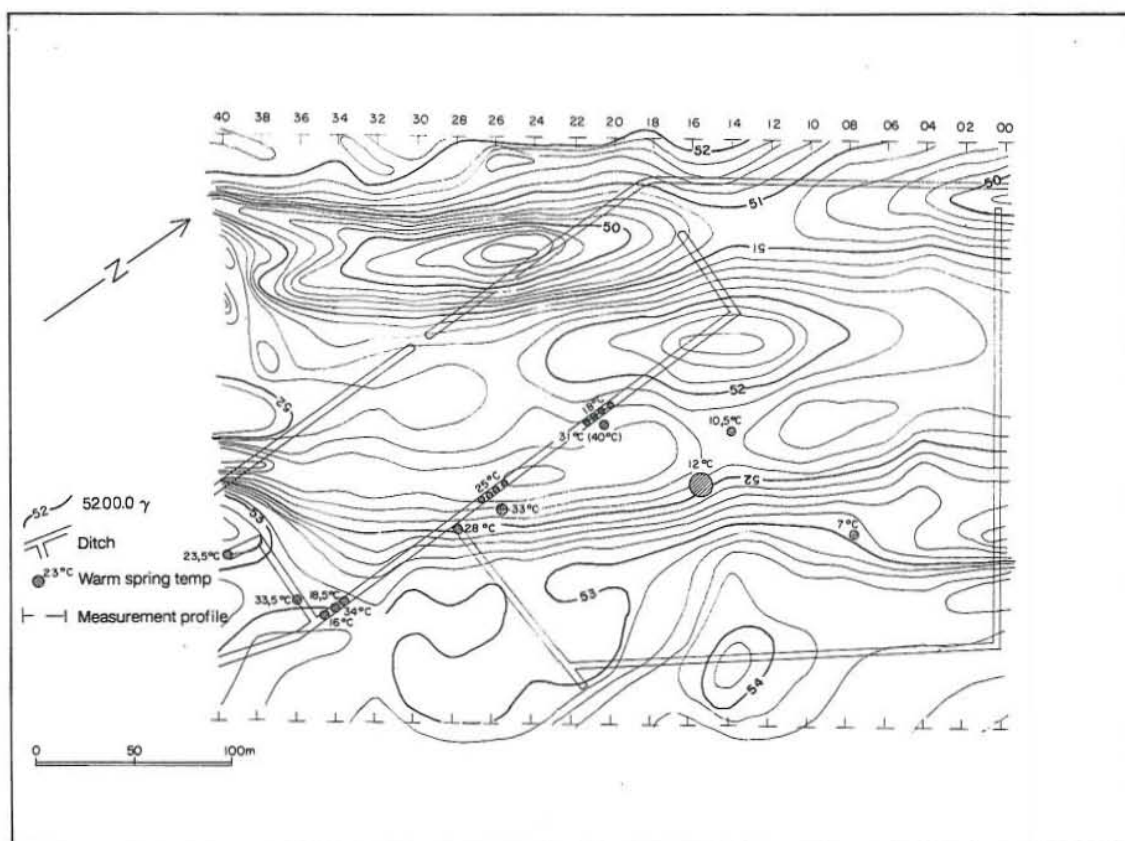 40 38 36 34 32 30 28 26 24 22 20 18 16 14 12 10 08 06 04 02 00
52
50
51
50
51
N
52
52
18°C
31°C (40°C)
10,5°C
12°C
25°C
52
33°C
52 5200.0 γ
53
28°C
7°C
Ditch
23,5°C
23°C Warm spring temp
33,5°C 18,5°C
34°C
16°C
53
Measurement profile
54
0 50 100m